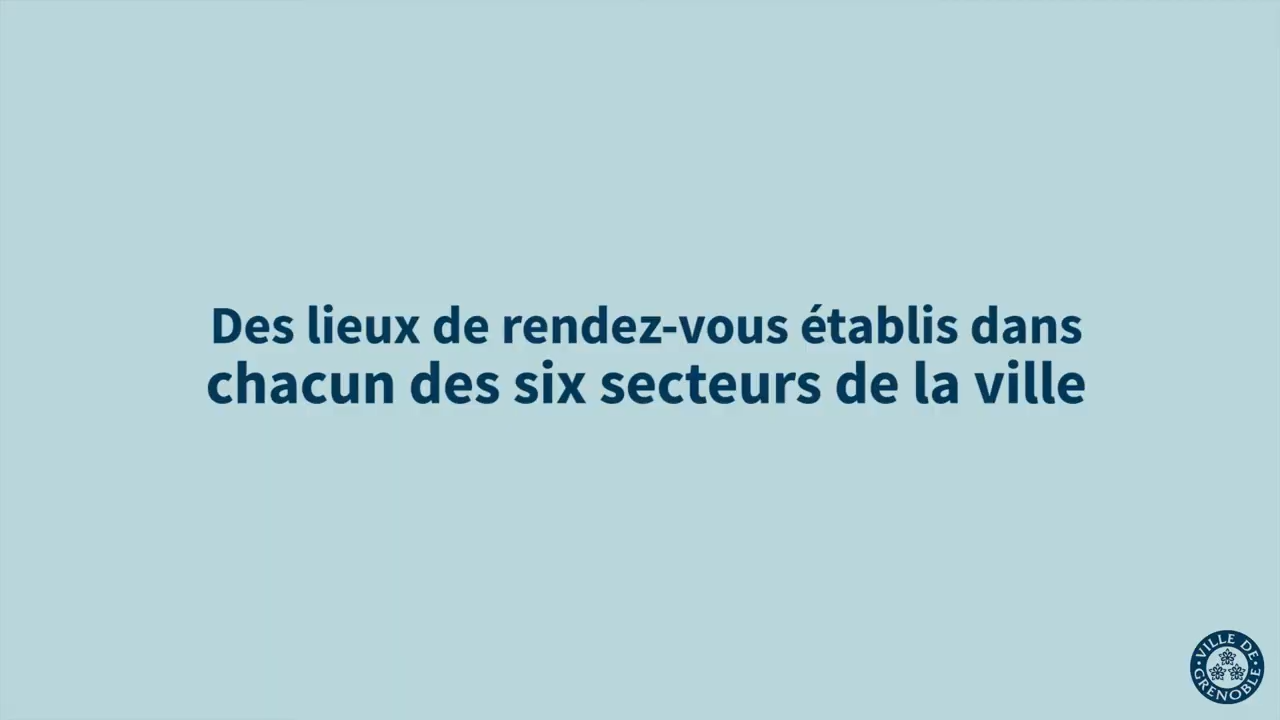 Des lieux de rendez-vous établis dans
chacun des six secteurs de la ville
VILLE DE
GRENOBLE